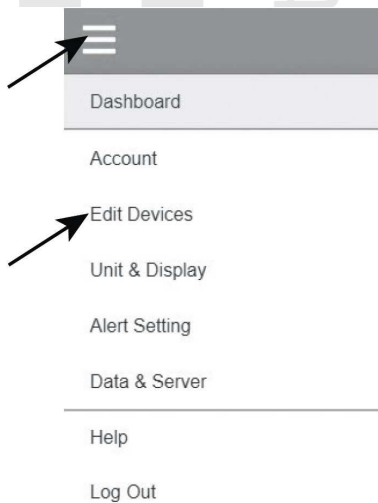 Dashboard
Account
Edit Devices
Unit & Display
Alert Setting
Data & Server
Help
Log Out